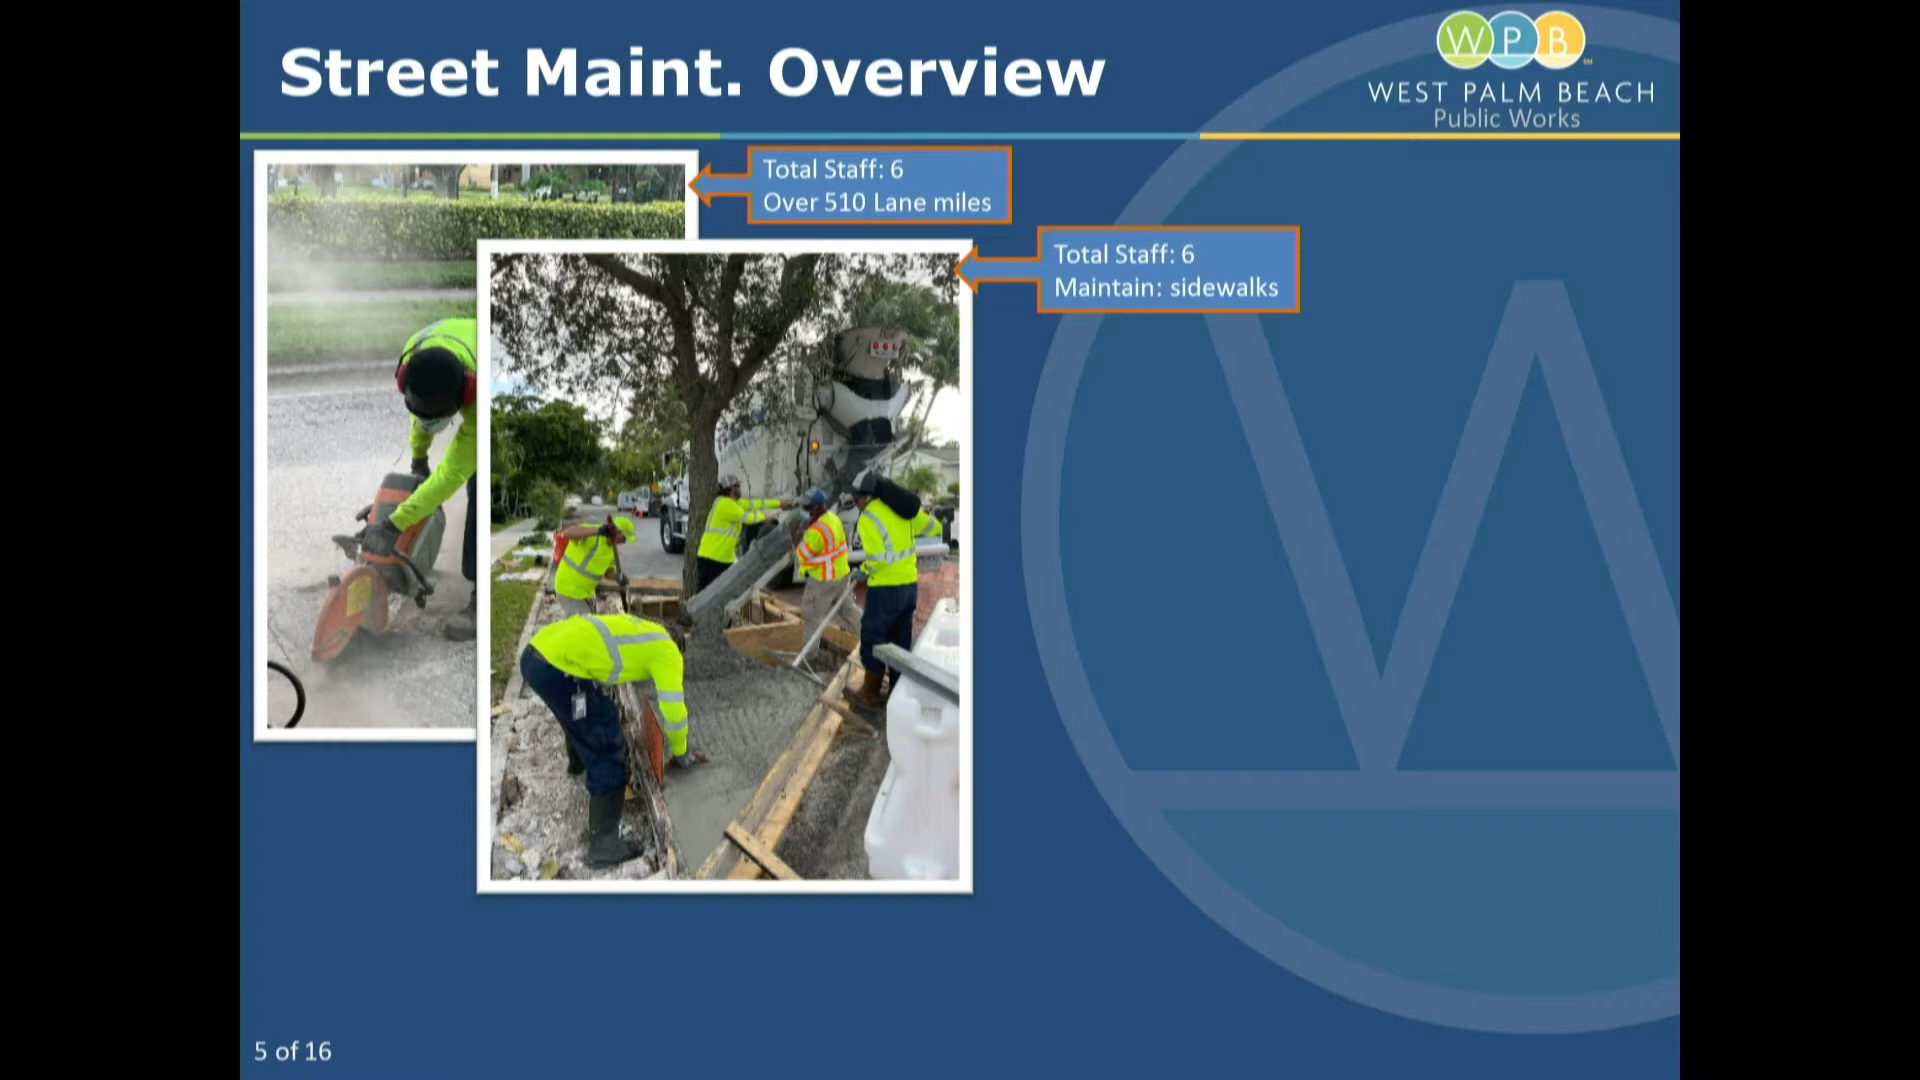 Street Maint. Overview
W P B
WEST PALM BEACH
Public Works
Total Staff: 6
Over 510 Lane miles
Total Staff: 6
Maintain: sidewalks
5 of 16